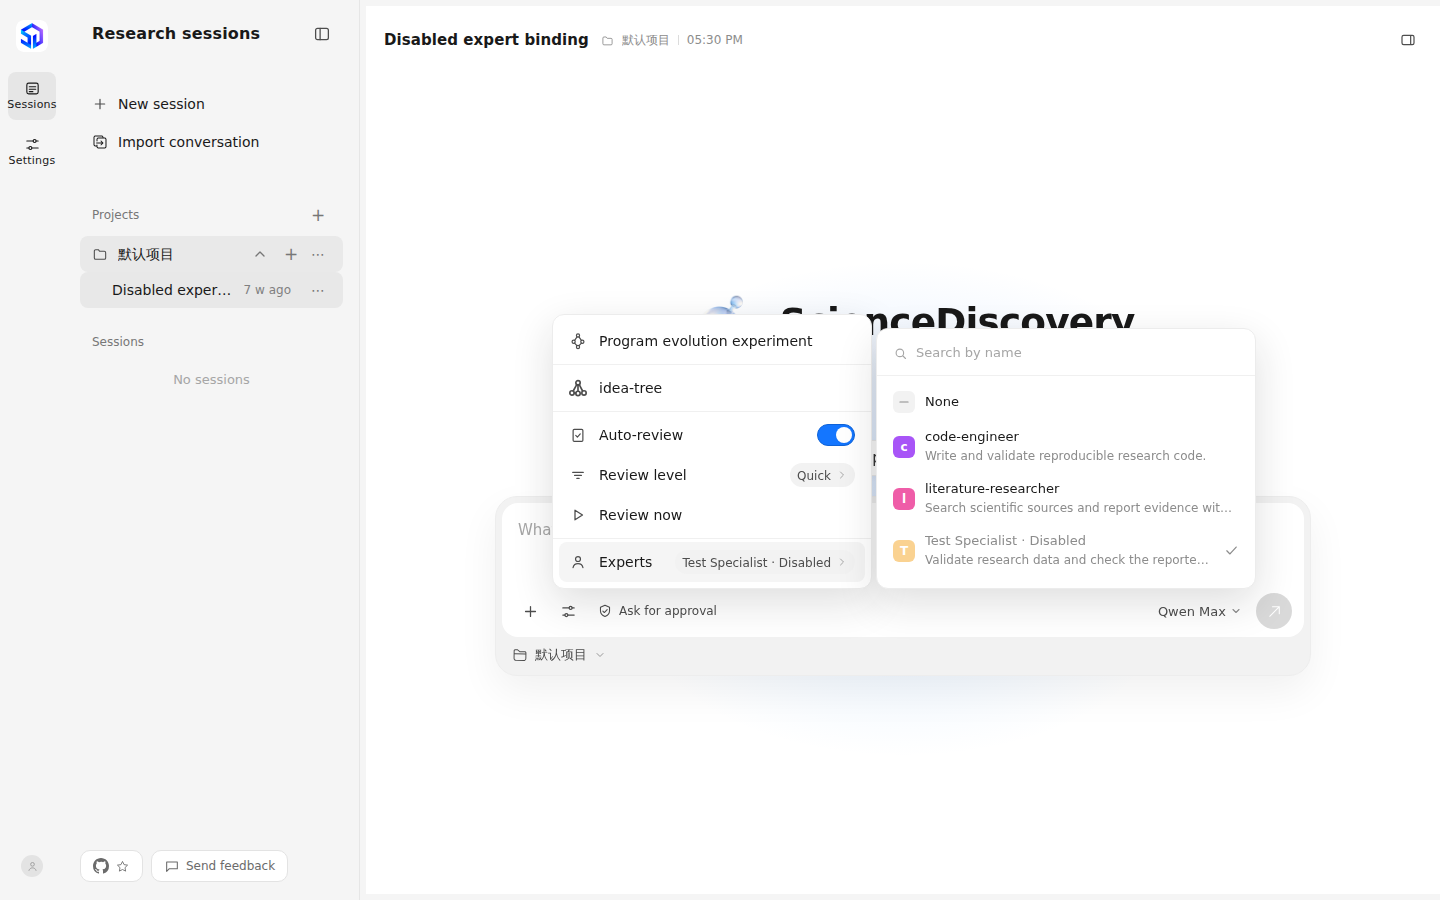 Research sessions
Sessions
Settings
New session
Import conversation
Projects
默认项目
Disabled exper... 7 w ago
Sessions
No sessions
Send feedback
Disabled expert binding 默认项目 05:30 PM
ScienceDiscovery
Program evolution experiment
idea-tree
Auto-review
Review level Quick
Review now
Experts Test Specialist · Disabled
Search by name
None
c code-engineer
Write and validate reproducible research code.
l literature-researcher
Search scientific sources and report evidence wit...
T Test Specialist · Disabled
Validate research data and check the reporte...
Wha
Ask for approval
Qwen Max
默认项目